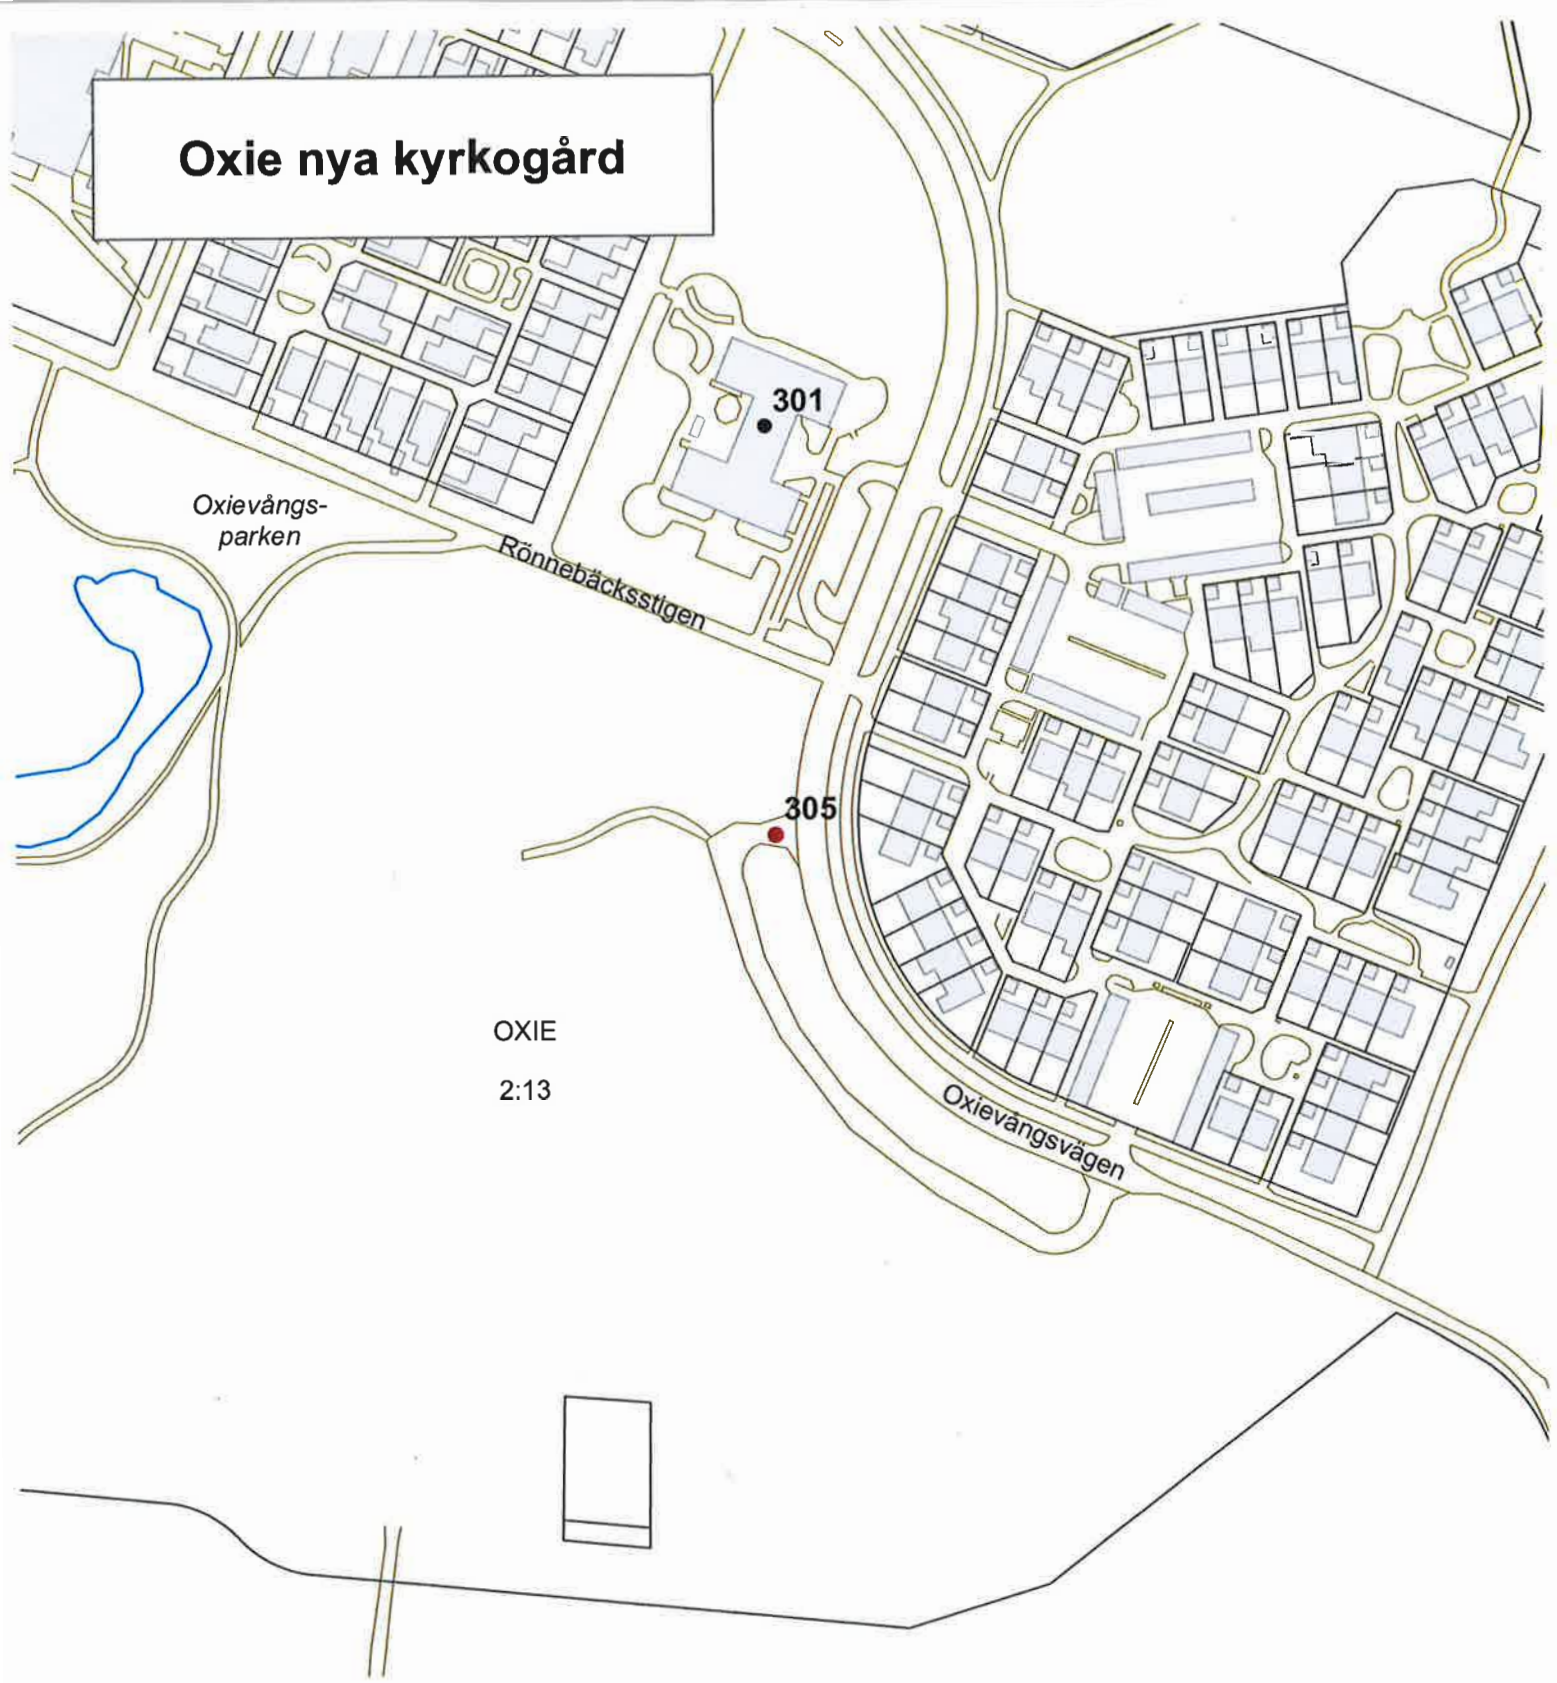 Oxie nya kyrkogård
301
Oxievångs-
parken
Rönnebäcksstigen
305
OXIE
2:13
Oxievångsvägen